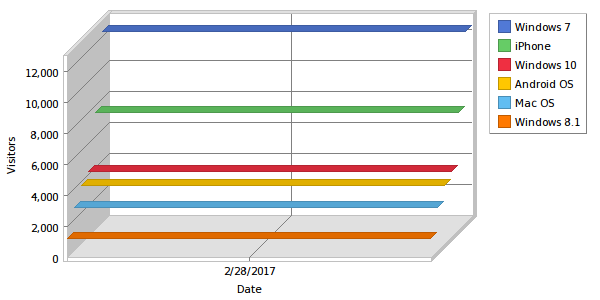 Windows 7
iPhone
Windows 10
Android OS
Mac OS
Windows 8.1
12,000
10,000
8,000
6,000
4,000
2,000
0
Visitors
2/28/2017
Date